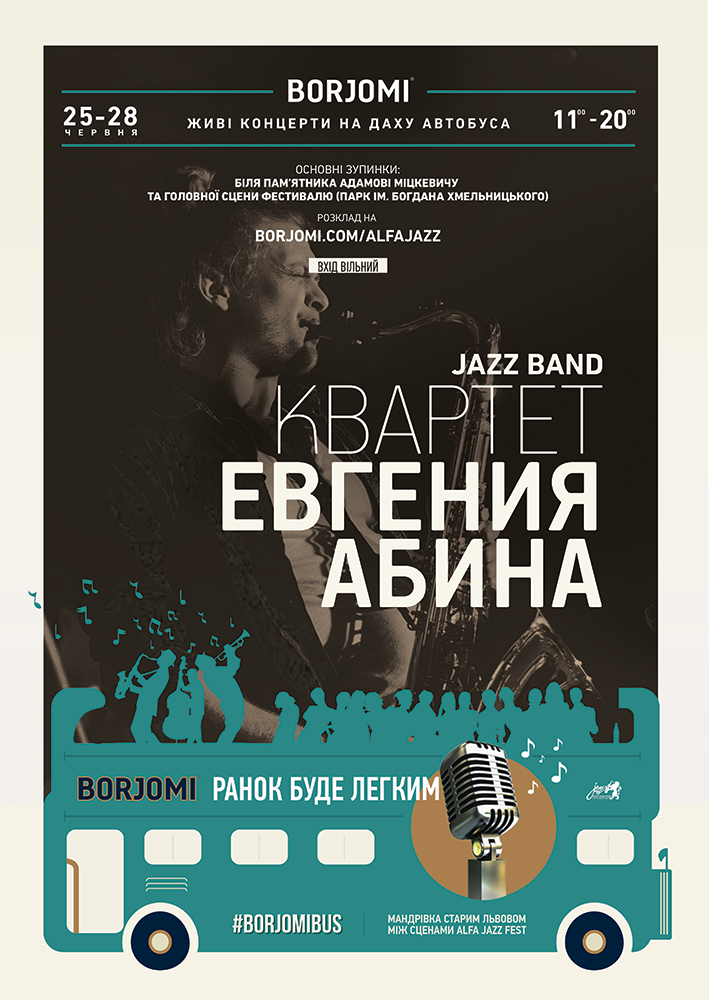 BORJOMI®
25-28
ЧЕРВНЯ
ЖИВІ КОНЦЕРТИ НА ДАХУ АВТОБУСА
11⁰⁰ - 20⁰⁰
ОСНОВНІ ЗУПИНКИ:
БІЛЯ ПАМ'ЯТНИКА АДАМОВІ МІЦКЕВИЧУ
ТА ГОЛОВНОЇ СЦЕНИ ФЕСТИВАЛЮ (ПАРК ІМ. БОГДАНА ХМЕЛЬНИЦЬКОГО)
РОЗКЛАД НА
BORJOMI.COM/ALFAJAZZ
ВХІД ВІЛЬНИЙ
JAZZ BAND
КВАРТЕТ
ЕВГЕНИЯ
АБИНА
BORJOMI РАНОК БУДЕ ЛЕГКИМ
#BORJOMIBUS
МАНДРІВКА СТАРИМ ЛЬВОВОМ
МІЖ СЦЕНАМИ ALFA JAZZ FEST